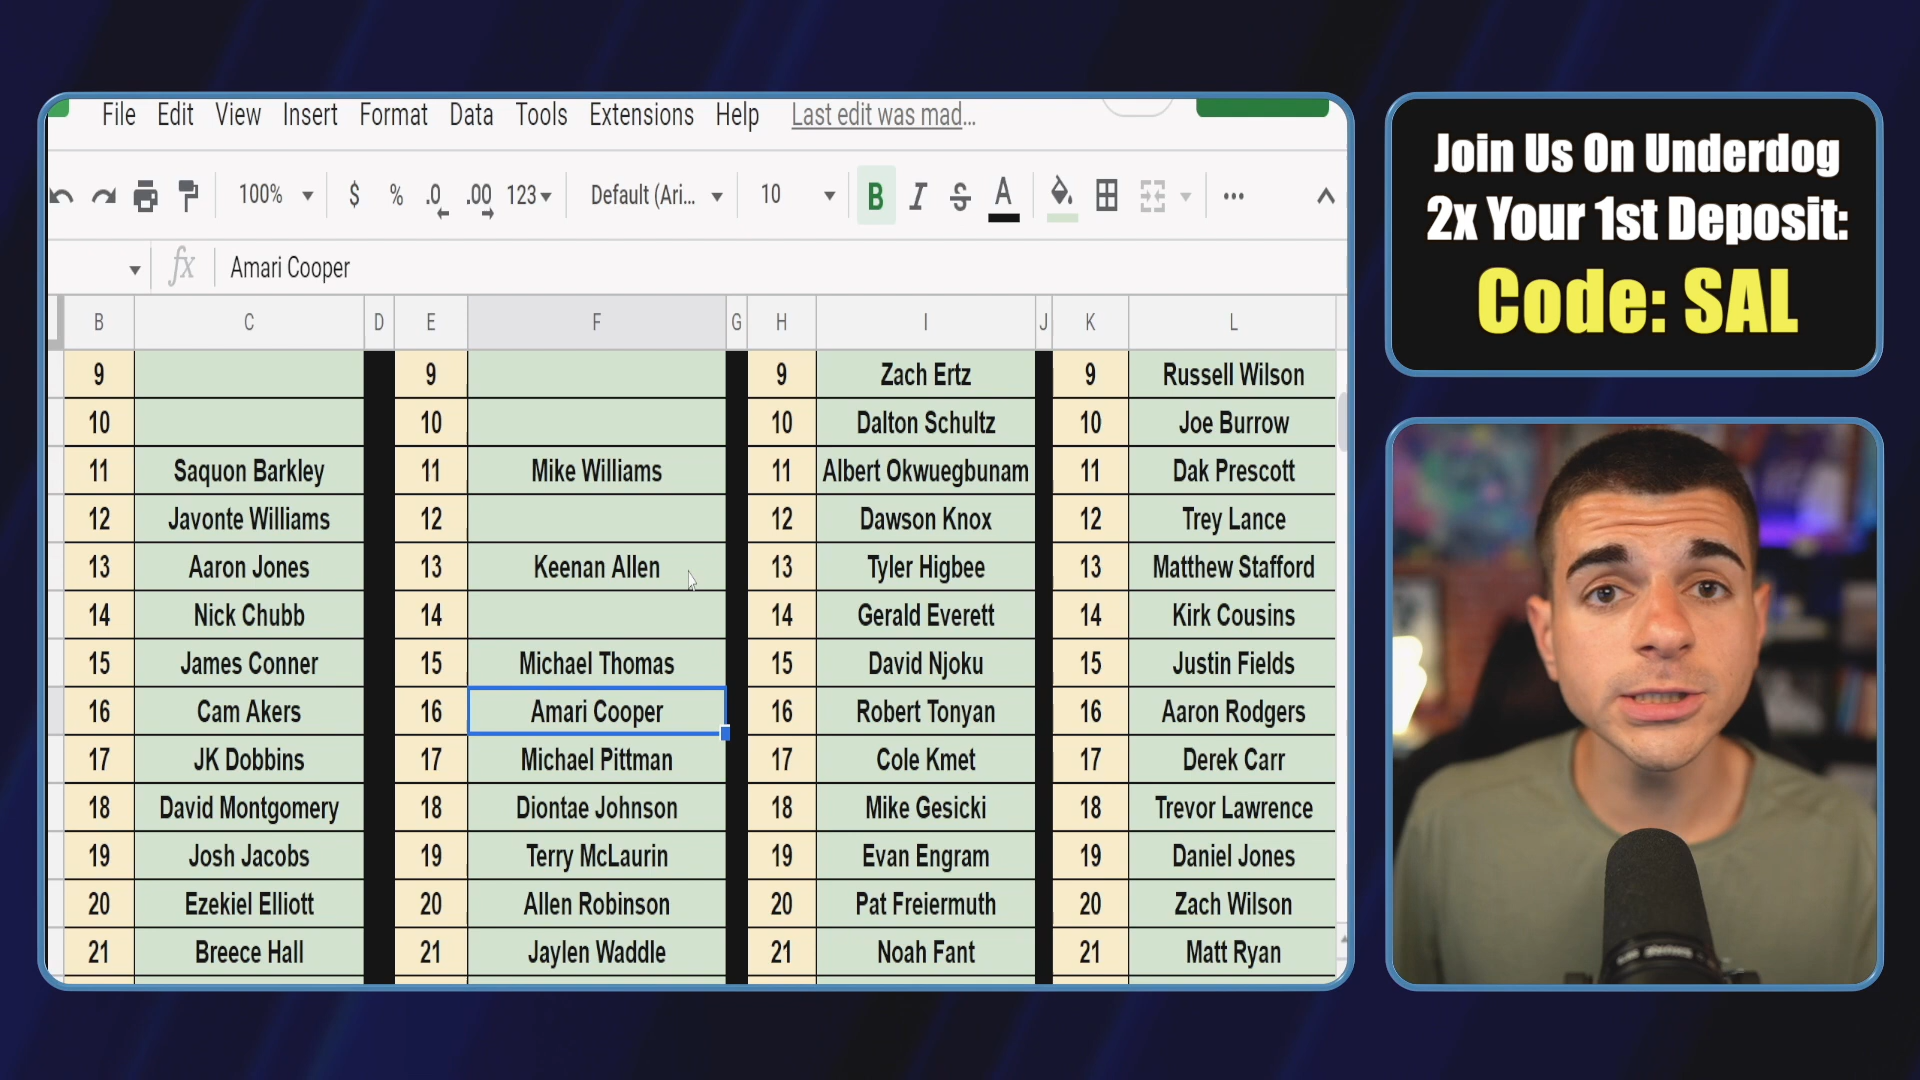 File Edit View Insert Format Data Tools Extensions Help Last edit was mad...
100% $ % .0 .00 123 Default (Ari... 10 B I S A ...
fx Amari Cooper
B C D E F G H I J K L
9 9 9 Zach Ertz 9 Russell Wilson
10 10 10 Dalton Schultz 10 Joe Burrow
11 Saquon Barkley 11 Mike Williams 11 Albert Okwuegbunam 11 Dak Prescott
12 Javonte Williams 12 12 Dawson Knox 12 Trey Lance
13 Aaron Jones 13 Keenan Allen 13 Tyler Higbee 13 Matthew Stafford
14 Nick Chubb 14 14 Gerald Everett 14 Kirk Cousins
15 James Conner 15 Michael Thomas 15 David Njoku 15 Justin Fields
16 Cam Akers 16 Amari Cooper 16 Robert Tonyan 16 Aaron Rodgers
17 JK Dobbins 17 Michael Pittman 17 Cole Kmet 17 Derek Carr
18 David Montgomery 18 Diontae Johnson 18 Mike Gesicki 18 Trevor Lawrence
19 Josh Jacobs 19 Terry McLaurin 19 Evan Engram 19 Daniel Jones
20 Ezekiel Elliott 20 Allen Robinson 20 Pat Freiermuth 20 Zach Wilson
21 Breece Hall 21 Jaylen Waddle 21 Noah Fant 21 Matt Ryan
Join Us On Underdog
2x Your 1st Deposit:
Code: SAL